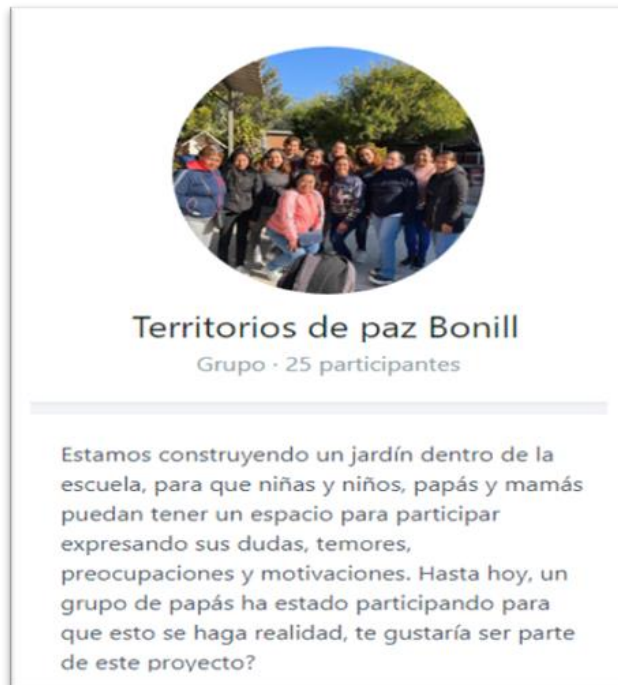 Territorios de paz Bonill
Grupo · 25 participantes
Estamos construyendo un jardín dentro de la
escuela, para que niñas y niños, papás y mamás
puedan tener un espacio para participar
expresando sus dudas, temores,
preocupaciones y motivaciones. Hasta hoy, un
grupo de papás ha estado participando para
que esto se haga realidad, te gustaría ser parte
de este proyecto?